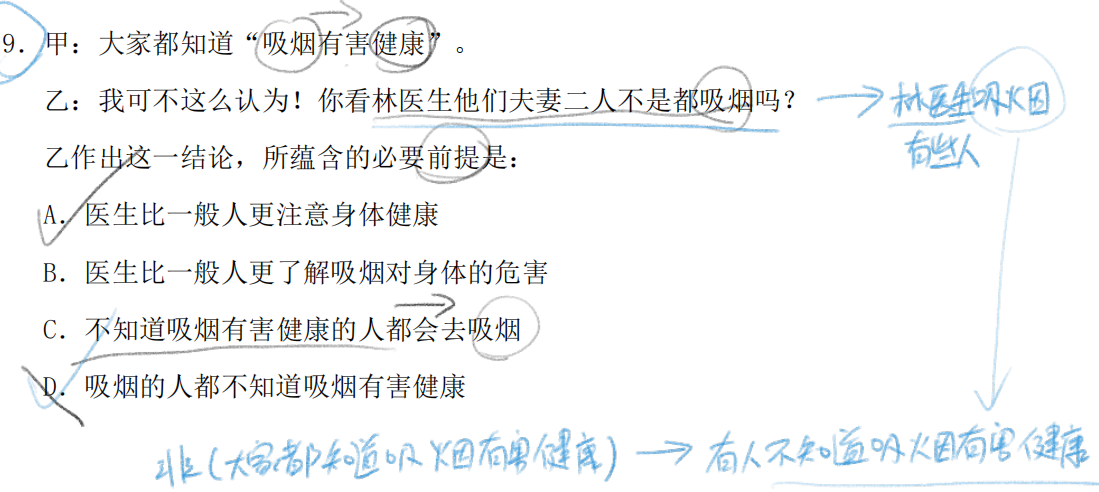 9. 甲：大家都知道“吸烟有害健康”。
乙：我可不这么认为！你看林医生他们夫妻二人不是都吸烟吗？
林医生吸烟
有些人
乙作出这一结论，所蕴含的必要前提是：
A. 医生比一般人更注意身体健康
B. 医生比一般人更了解吸烟对身体的危害
C. 不知道吸烟有害健康的人都会去吸烟
D. 吸烟的人都不知道吸烟有害健康
非(大家都知道吸烟有害健康) → 有人不知道吸烟有害健康